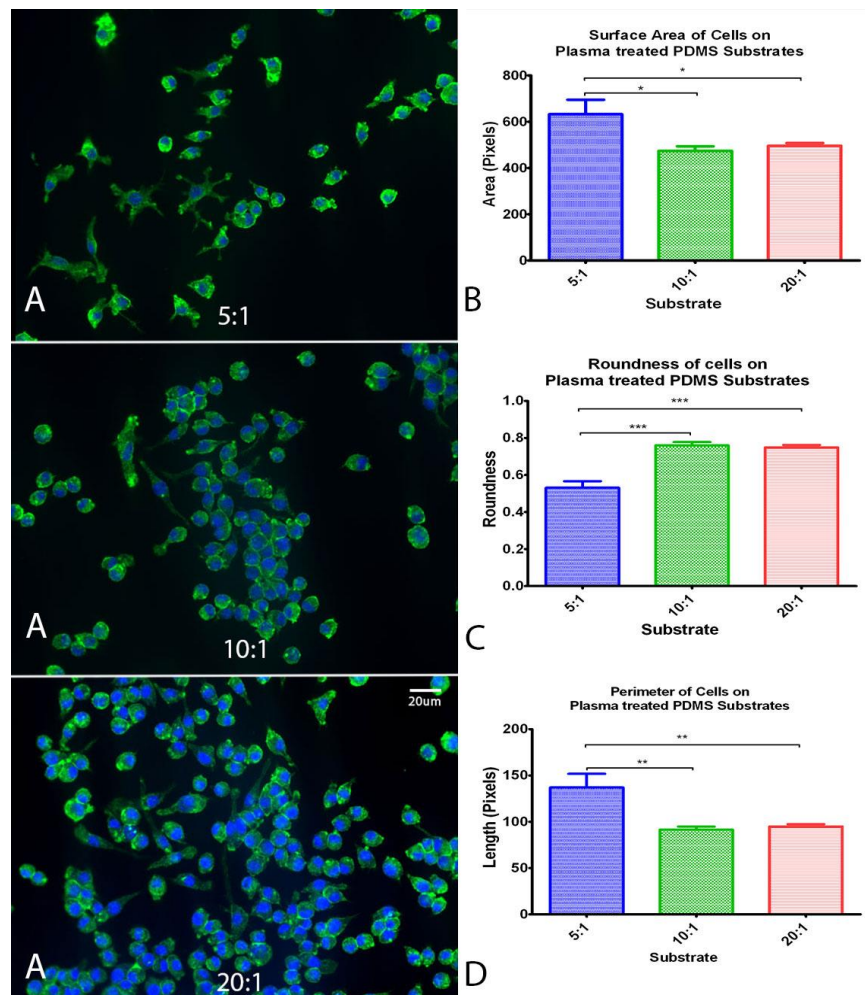 A
5:1
A
10:1
20um
A
20:1
B
Surface Area of Cells on
Plasma treated PDMS Substrates
Area (Pixels)
800
600
400
200
0
*
*
5:1
10:1
20:1
Substrate
C
Roundness of cells on
Plasma treated PDMS Substrates
Roundness
1.0
0.8
0.6
0.4
0.2
0.0
***
***
5:1
10:1
20:1
Substrate
D
Perimeter of Cells on
Plasma treated PDMS Substrates
Length (Pixels)
200
150
100
50
0
**
**
5:1
10:1
20:1
Substrate